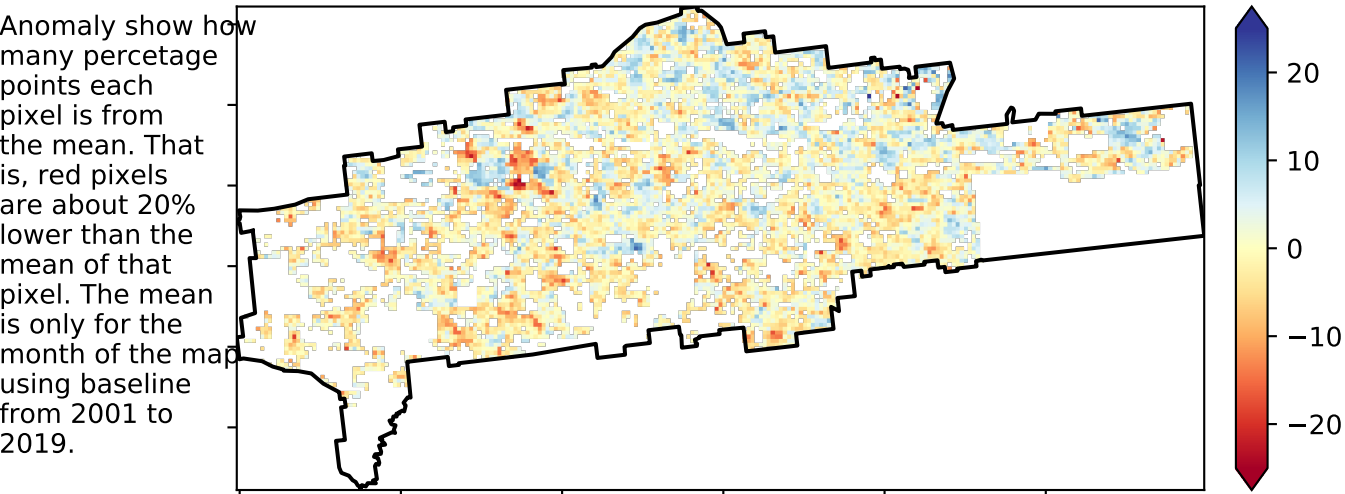 Anomaly show how
many percetage
points each
pixel is from
the mean. That
is, red pixels
are about 20%
lower than the
mean of that
pixel. The mean
is only for the
month of the map
using baseline
from 2001 to
2019.
20
10
0
−10
−20